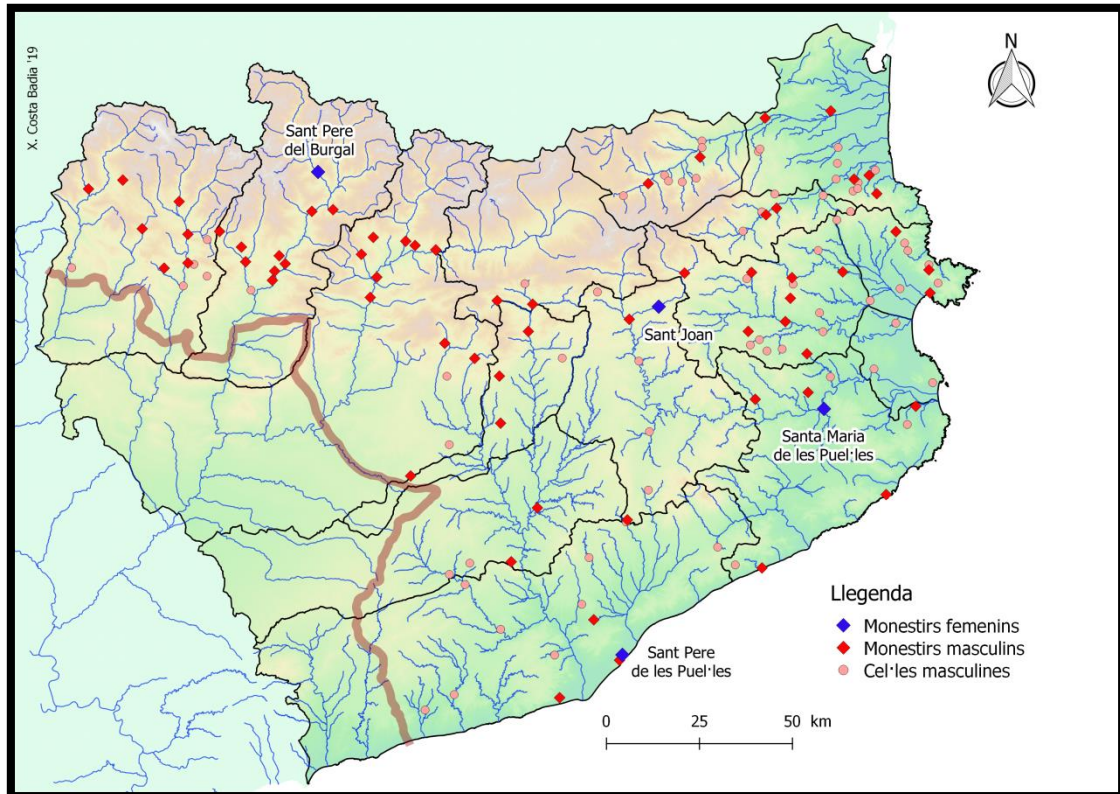 X. Costa Badia '19
N
Sant Pere
del Burgal
Sant Joan
Santa Maria
de les Puel·les
Sant Pere
de les Puel·les
Llegenda
Monestirs femenins
Monestirs masculins
Cel·les masculines
0 25 50 km